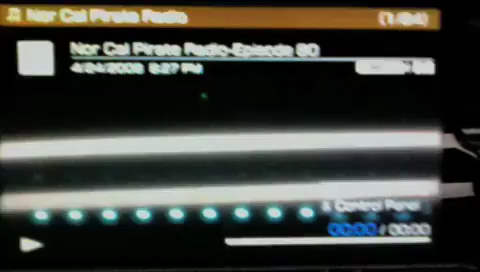 Nor Cal Pirate Radio (1/84)
Nor Cal Pirate Radio-Episode 80
4/24/2008 8:27 PM
Control Panel
00:00 / 00:00